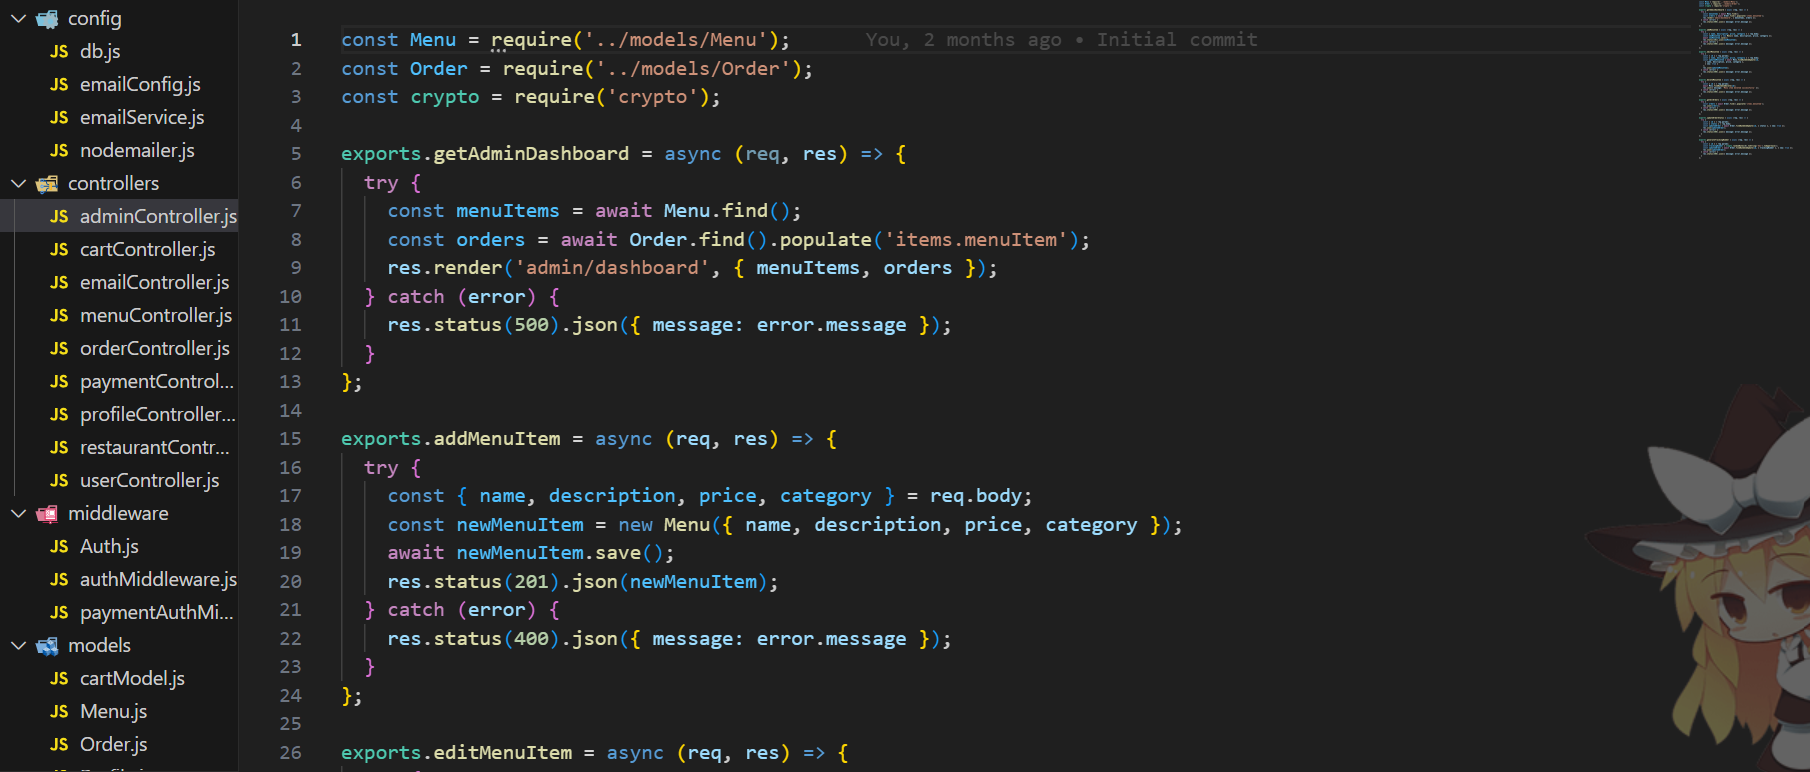 config
JS db.js
JS emailConfig.js
JS emailService.js
JS nodemailer.js
controllers
JS adminController.js
JS cartController.js
JS emailController.js
JS menuController.js
JS orderController.js
JS paymentControl...
JS profileController...
JS restaurantContr...
JS userController.js
middleware
JS Auth.js
JS authMiddleware.js
JS paymentAuthMi...
models
JS cartModel.js
JS Menu.js
JS Order.js
1 const Menu = require('../models/Menu'); You, 2 months ago • Initial commit
2 const Order = require('../models/Order');
3 const crypto = require('crypto');
4
5 exports.getAdminDashboard = async (req, res) => {
6 try {
7 const menuItems = await Menu.find();
8 const orders = await Order.find().populate('items.menuItem');
9 res.render('admin/dashboard', { menuItems, orders });
10 } catch (error) {
11 res.status(500).json({ message: error.message });
12 }
13 };
14
15 exports.addMenuItem = async (req, res) => {
16 try {
17 const { name, description, price, category } = req.body;
18 const newMenuItem = new Menu({ name, description, price, category });
19 await newMenuItem.save();
20 res.status(201).json(newMenuItem);
21 } catch (error) {
22 res.status(400).json({ message: error.message });
23 }
24 };
25
26 exports.editMenuItem = async (req, res) => {